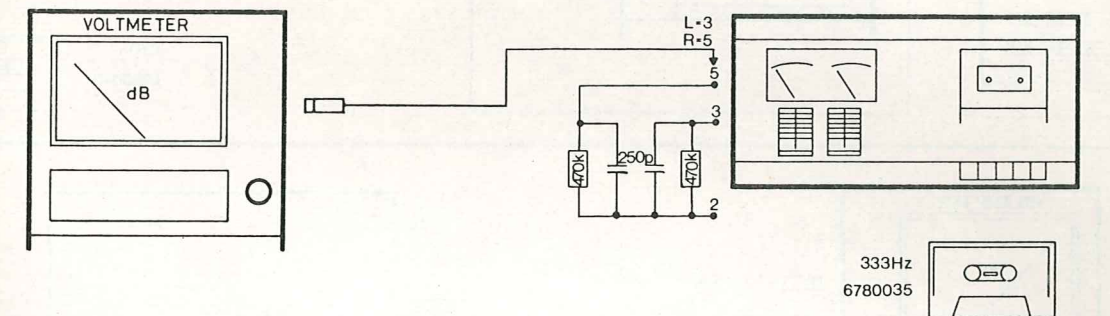 VOLTMETER
dB
L=3
R=5
5
3
470k
250p
470k
2
333Hz
6780035